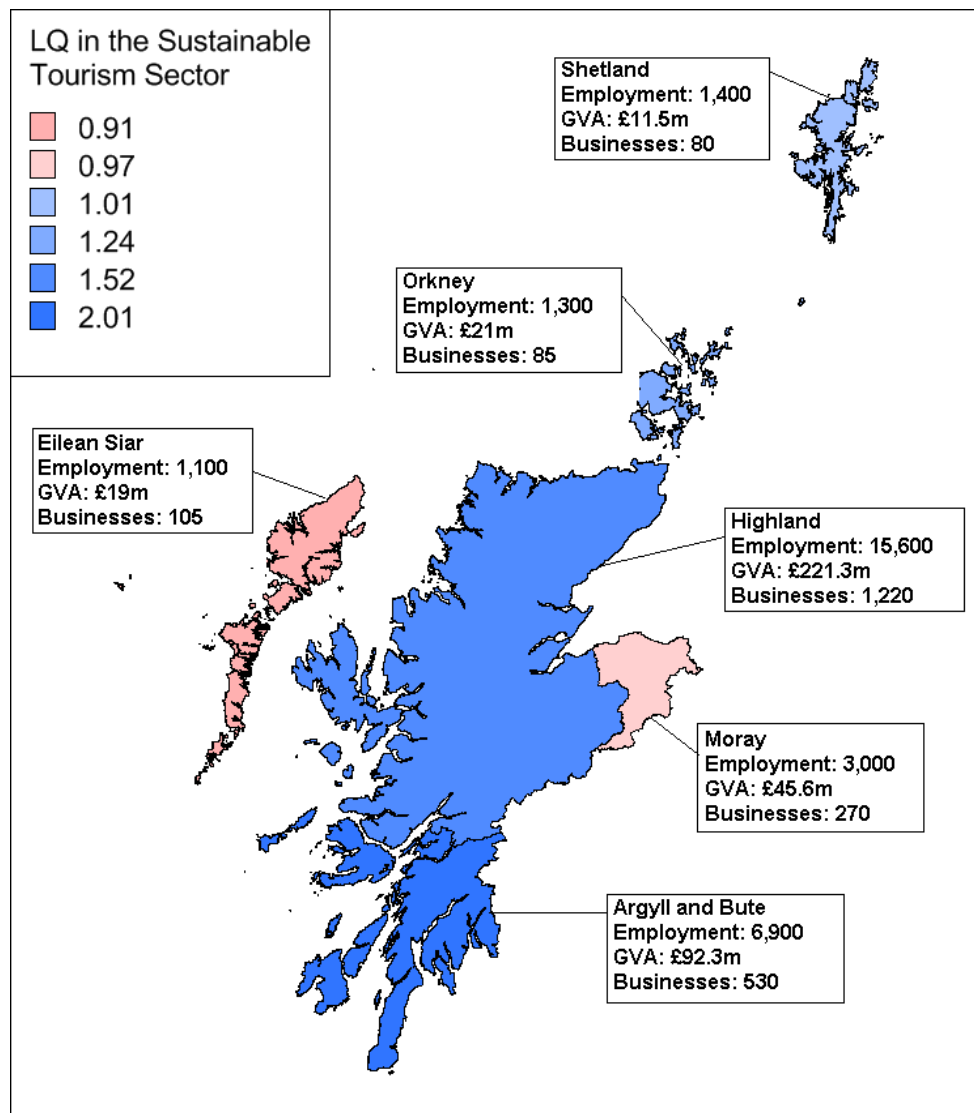 LQ in the Sustainable
Tourism Sector
0.91
0.97
1.01
1.24
1.52
2.01
Shetland
Employment: 1,400
GVA: £11.5m
Businesses: 80
Orkney
Employment: 1,300
GVA: £21m
Businesses: 85
Eilean Siar
Employment: 1,100
GVA: £19m
Businesses: 105
Highland
Employment: 15,600
GVA: £221.3m
Businesses: 1,220
Moray
Employment: 3,000
GVA: £45.6m
Businesses: 270
Argyll and Bute
Employment: 6,900
GVA: £92.3m
Businesses: 530